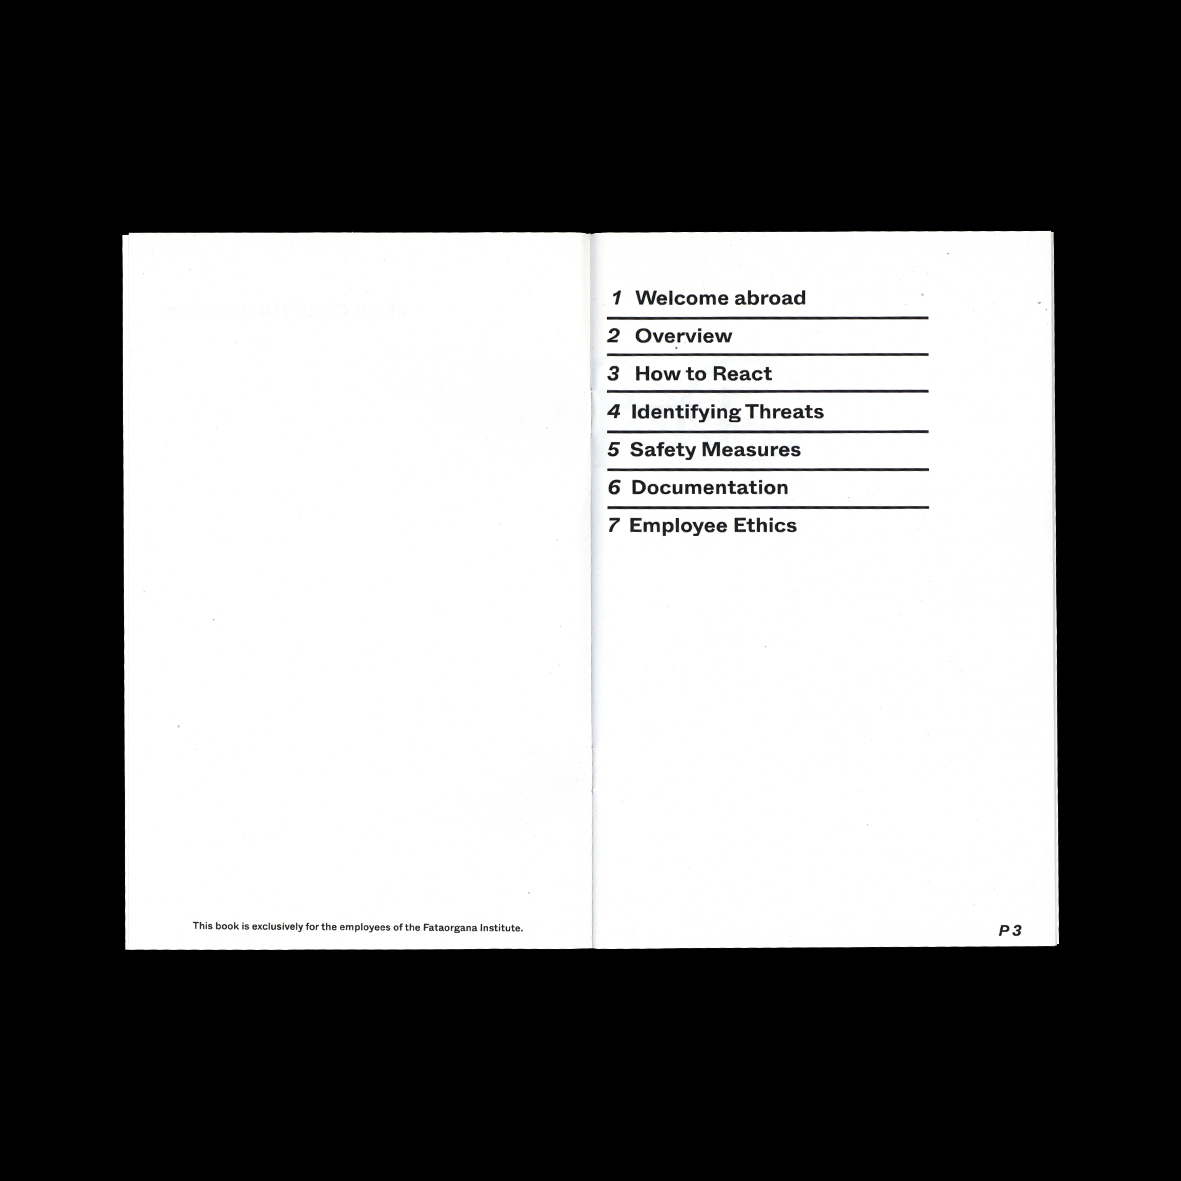 This book is exclusively for the employees of the Fataorgana Institute.
1 Welcome abroad
2 Overview
3 How to React
4 Identifying Threats
5 Safety Measures
6 Documentation
7 Employee Ethics
P 3